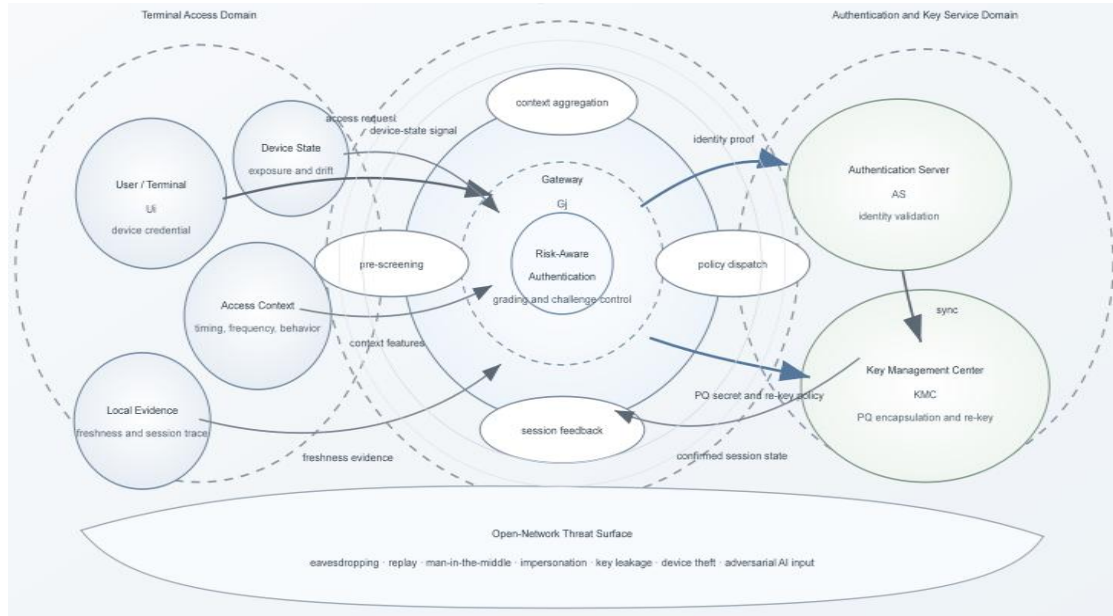 Terminal Access Domain
Authentication and Key Service Domain
context aggregation
access request
device-state signal
identity proof
Device State
exposure and drift
User / Terminal
Ui
device credential
Gateway
Gj
Authentication Server
AS
identity validation
pre-screening
Risk-Aware
Authentication
grading and challenge control
policy dispatch
Access Context
timing, frequency, behavior
sync
context features
Key Management Center
KMC
PQ encapsulation and re-key
PQ secret and re-key policy
Local Evidence
freshness and session trace
session feedback
freshness evidence
confirmed session state
Open-Network Threat Surface
eavesdropping · replay · man-in-the-middle · impersonation · key leakage · device theft · adversarial AI input